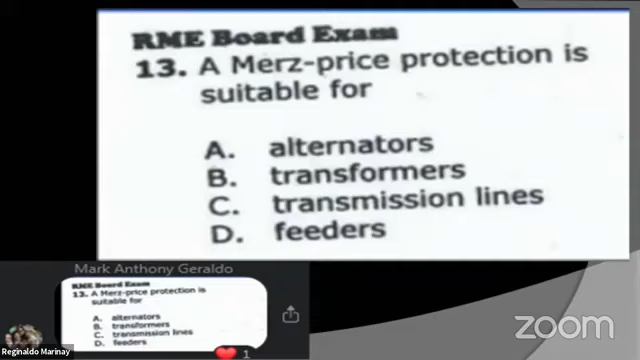 RME Board Exam
13. A Merz-price protection is
suitable for
A. alternators
B. transformers
C. transmission lines
D. feeders
Mark Anthony Geraldo
RME Board Exam
13. A Merz-price protection is
suitable for
A. alternators
B. transformers
C. transmission lines
D. feeders
1
Reginaldo Marinay
zoom